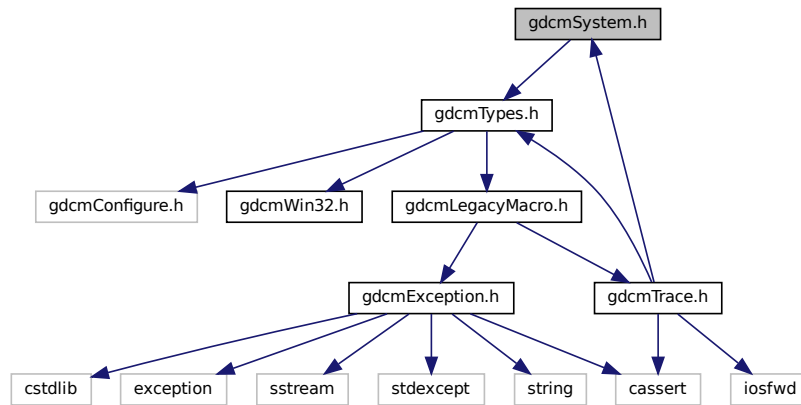 gdcmSystem.h
gdcmTypes.h
gdcmConfigure.h
gdcmWin32.h
gdcmLegacyMacro.h
gdcmException.h
gdcmTrace.h
cstdlib
exception
sstream
stdexcept
string
cassert
iosfwd